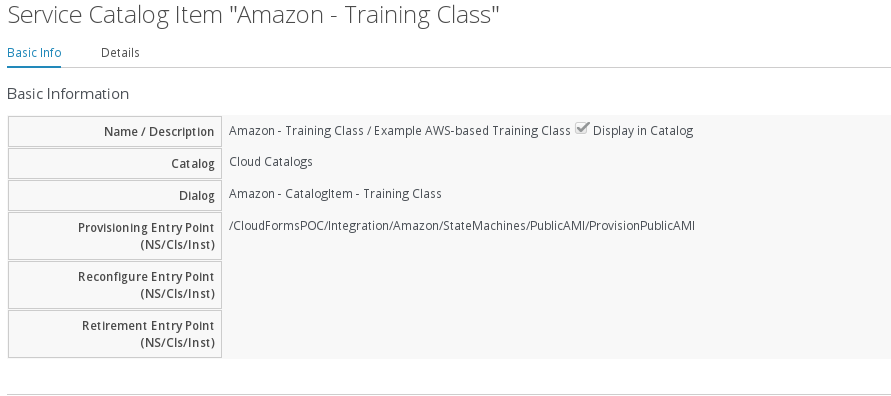 Service Catalog Item "Amazon - Training Class"
Basic Info Details
Basic Information
Name / Description Amazon - Training Class / Example AWS-based Training Class Display in Catalog
Catalog Cloud Catalogs
Dialog Amazon - CatalogItem - Training Class
Provisioning Entry Point /CloudFormsPOC/Integration/Amazon/StateMachines/PublicAMI/ProvisionPublicAMI
(NS/Cls/Inst)
Reconfigure Entry Point
(NS/Cls/Inst)
Retirement Entry Point
(NS/Cls/Inst)